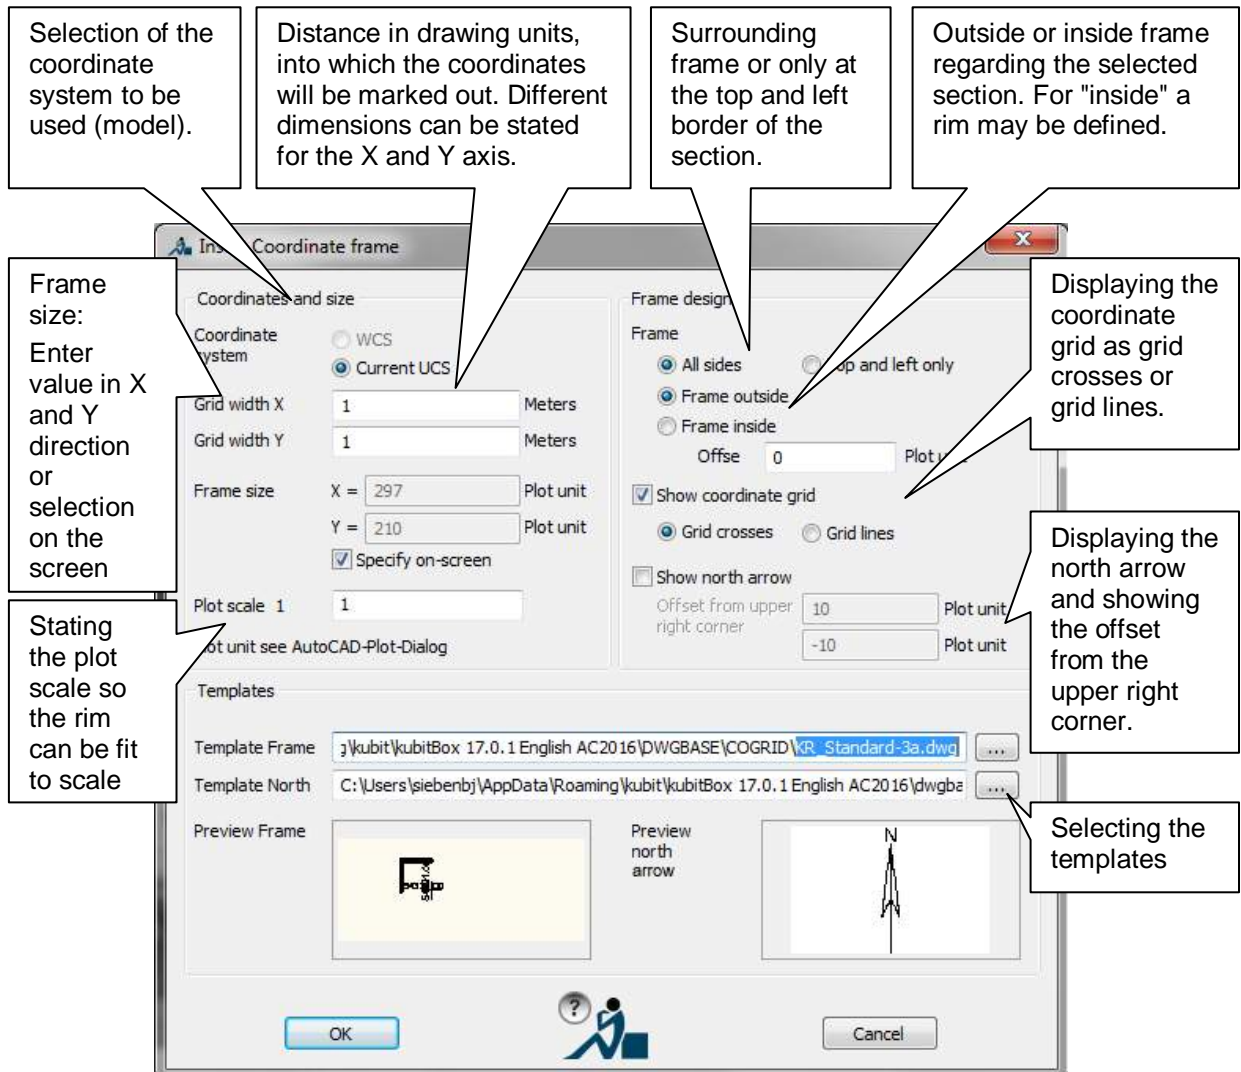 Selection of the
coordinate
system to be
used (model).
Distance in drawing units,
into which the coordinates
will be marked out. Different
dimensions can be stated
for the X and Y axis.
Surrounding
frame or only at
the top and left
border of the
section.
Outside or inside frame
regarding the selected
section. For "inside" a
rim may be defined.
Coordinate frame
X
Frame
size:
Enter
value in X
and Y
direction
or
selection
on the
screen
Stating
the plot
scale so
the rim
can be fit
to scale
Coordinates and size
Coordinate
system
WCS
Current UCS
Grid width X 1 Meters
Grid width Y 1 Meters
Frame size X = 297 Plot unit
Y = 210 Plot unit
Specify on-screen
Plot scale 1 1
unit see AutoCAD-Plot-Dialog
Frame design
Frame
All sides and left only
Frame outside
Frame inside
Offse 0 Plot
Show coordinate grid
Grid crosses Grid lines
Show north arrow
Offset from upper
right corner
10 Plot unit
-10 Plot unit
Displaying the
coordinate
grid as grid
crosses or
grid lines.
Displaying the
north arrow
and showing
the offset
from the
upper right
corner.
Templates
Template Frame \kubit\kubitBox 17.0.1 English AC2016\DWGBASE\COGRID\KR_Standard-3a.dwg ...
Template North C:\Users\siebenbj\AppData\Roaming\kubit\kubitBox 17.0.1 English AC2016\dwgba ...
Selecting the
templates
Preview Frame
Preview
north
arrow
N
OK
?
Cancel